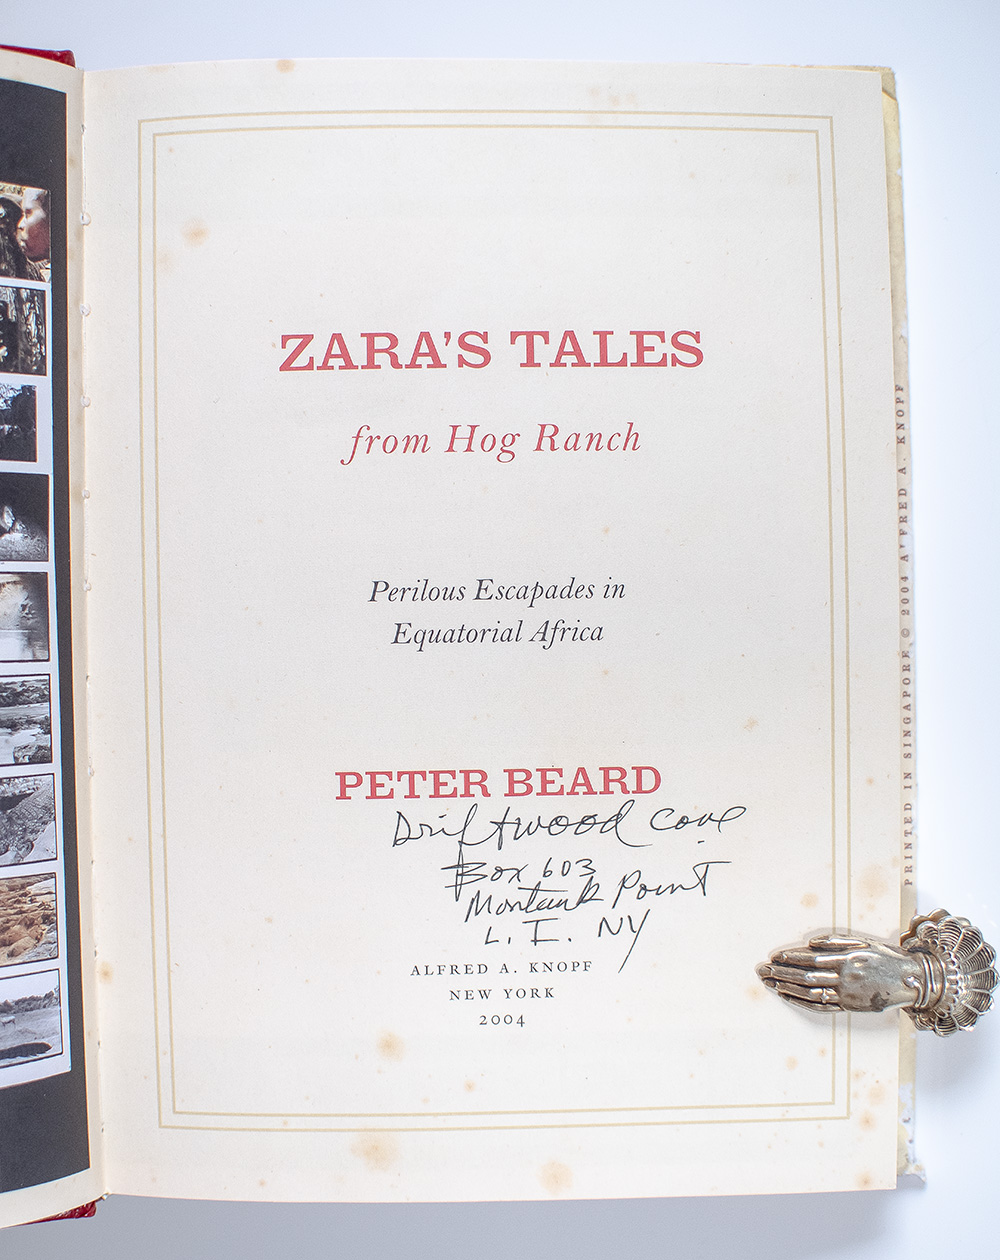 ZARA'S TALES
from Hog Ranch
Perilous Escapades in
Equatorial Africa
PETER BEARD
Driftwood Cove
Box 603
Montauk Point
L. I. NY
ALFRED A. KNOPF
NEW YORK
2004
PRINTED IN SINGAPORE © 2004 ALFRED A. KNOPF